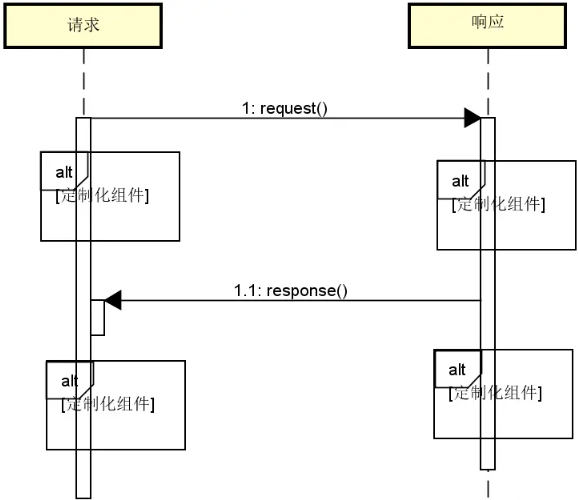 请求
响应
1: request()
alt
[定制化组件]
alt
[定制化组件]
1.1: response()
alt
[定制化组件]
alt
[定制化组件]